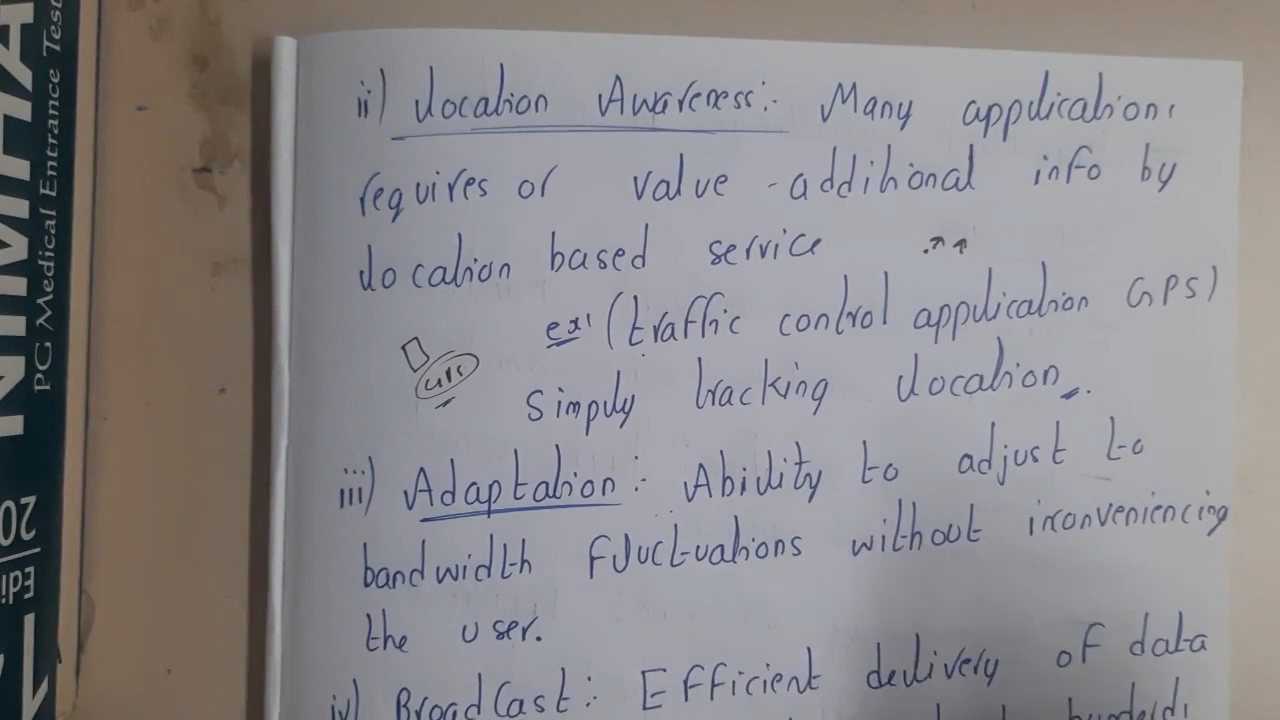 ii) Location Awareness:- Many application
requires or value-additional info by
location based service
ex: (traffic control application GPS)
simply tracking location.
iii) Adaptation:- Ability to adjust to
bandwidth fluctuations without inconveniencing
the user.
iv) BroadCast: Efficient delivery of data
PG Medical Entrance Test